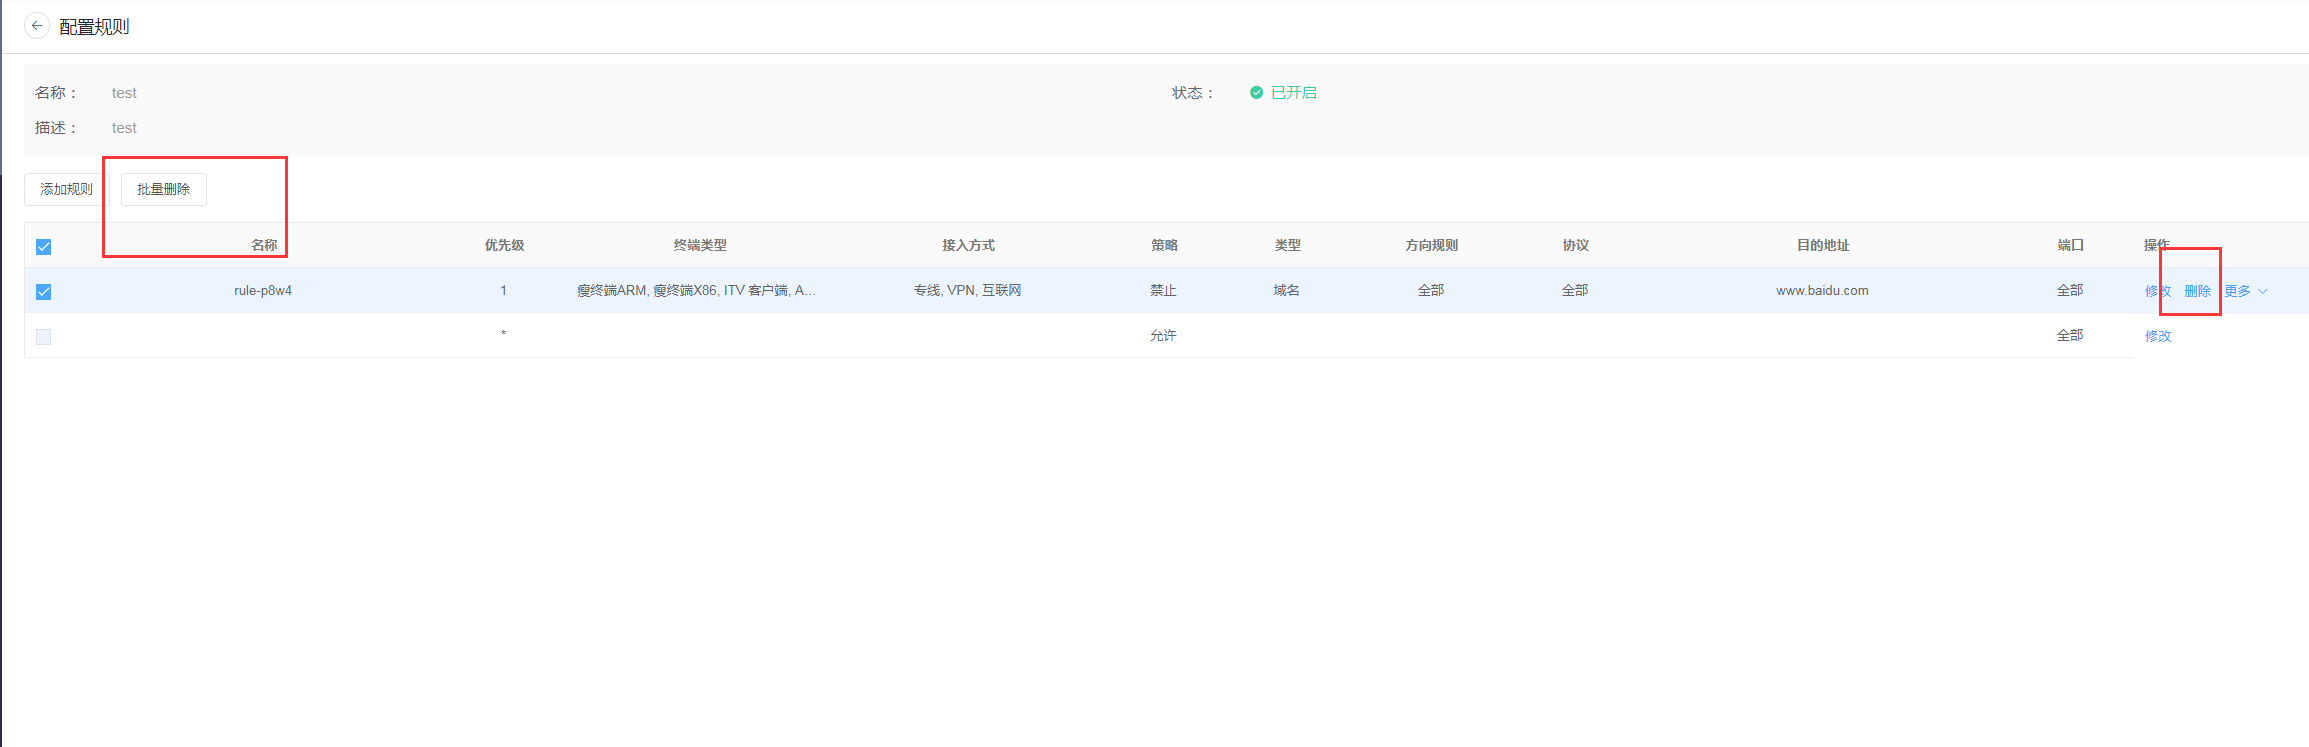 配置规则
名称： test 状态： 已开启
描述： test
添加规则 批量删除
名称 优先级 终端类型 接入方式 策略 类型 方向规则 协议 目的地址 端口 操作
rule-p8w4 1 瘦终端ARM, 瘦终端X86, ITV 客户端, A... 专线, VPN, 互联网 禁止 域名 全部 全部 www.baidu.com 全部 修改 删除 更多
* 允许 全部 修改